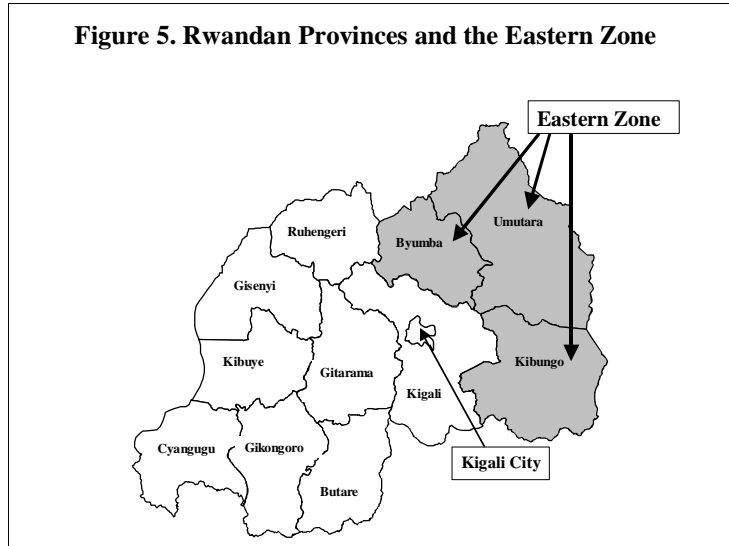 Figure 5. Rwandan Provinces and the Eastern Zone
Eastern Zone
Umutara
Ruhengeri
Byumba
Gisenyi
Kibuye
Gitarama
Kibungo
Kigali
Cyangugu
Gikongoro
Kigali City
Butare